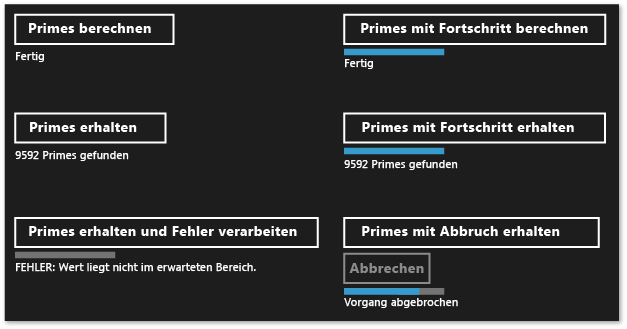 Primes berechnen
Fertig
Primes mit Fortschritt berechnen
Fertig
Primes erhalten
9592 Primes gefunden
Primes mit Fortschritt erhalten
9592 Primes gefunden
Primes erhalten und Fehler verarbeiten
FEHLER: Wert liegt nicht im erwarteten Bereich.
Primes mit Abbruch erhalten
Abbrechen
Vorgang abgebrochen